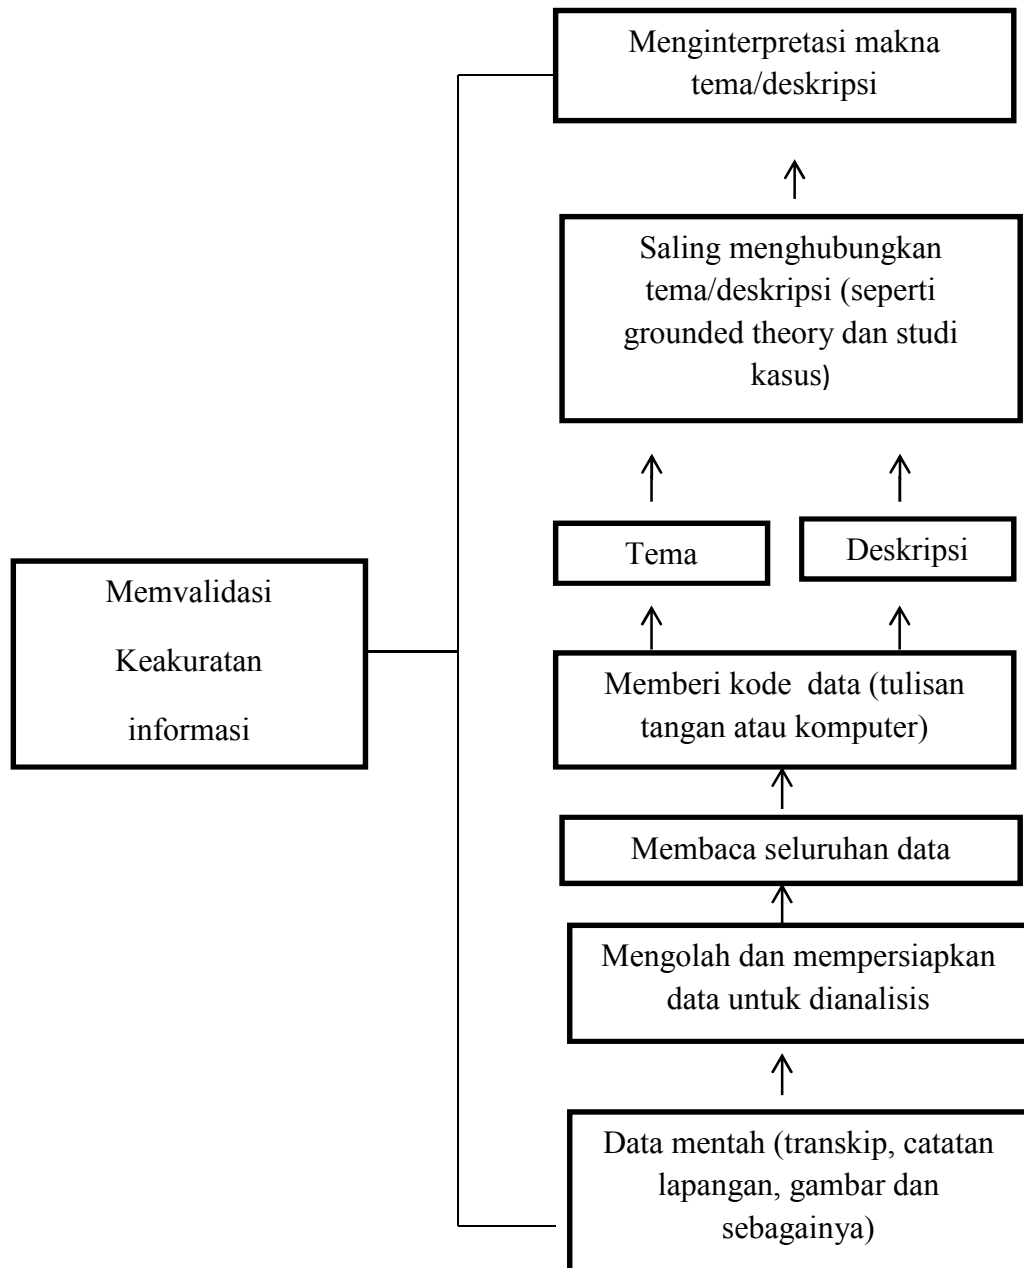 Menginterpretasi makna
tema/deskripsi
Saling menghubungkan
tema/deskripsi (seperti
grounded theory dan studi
kasus)
Tema
Deskripsi
Memvalidasi
Keakuratan
informasi
Memberi kode data (tulisan
tangan atau komputer)
Membaca seluruhan data
Mengolah dan mempersiapkan
data untuk dianalisis
Data mentah (transkip, catatan
lapangan, gambar dan
sebagainya)